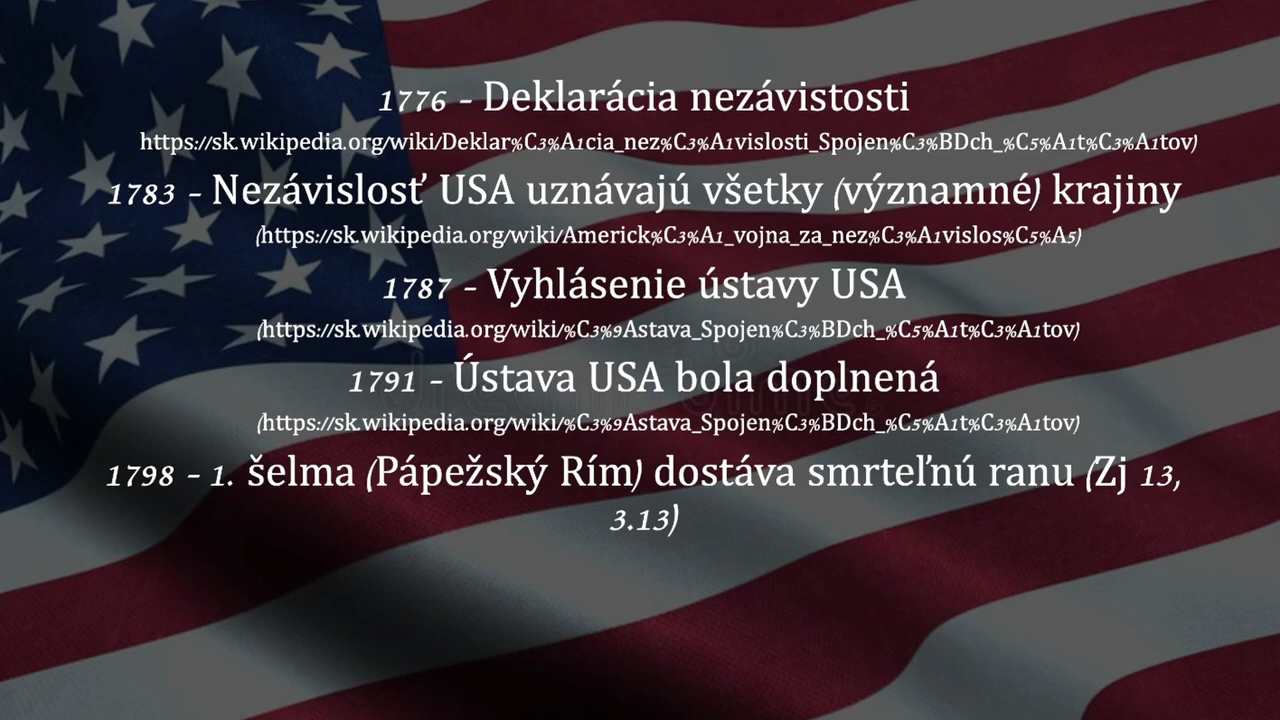 1776 – Deklarácia nezávistosti
https://sk.wikipedia.org/wiki/Deklar%C3%A1cia_nez%C3%A1vislosti_Spojen%C3%BDch_%C5%A1t%C3%A1tov)
1783 – Nezávislosť USA uznávajú všetky (významné) krajiny
(https://sk.wikipedia.org/wiki/Americk%C3%A1_vojna_za_nez%C3%A1vislos%C5%A5)
1787 – Vyhlásenie ústavy USA
(https://sk.wikipedia.org/wiki/%C3%9Astava_Spojen%C3%BDch_%C5%A1t%C3%A1tov)
1791 – Ústava USA bola doplnená
(https://sk.wikipedia.org/wiki/%C3%9Astava_Spojen%C3%BDch_%C5%A1t%C3%A1tov)
1798 – 1. šelma (Pápežský Rím) dostáva smrteľnú ranu (Zj 13,
3.13)